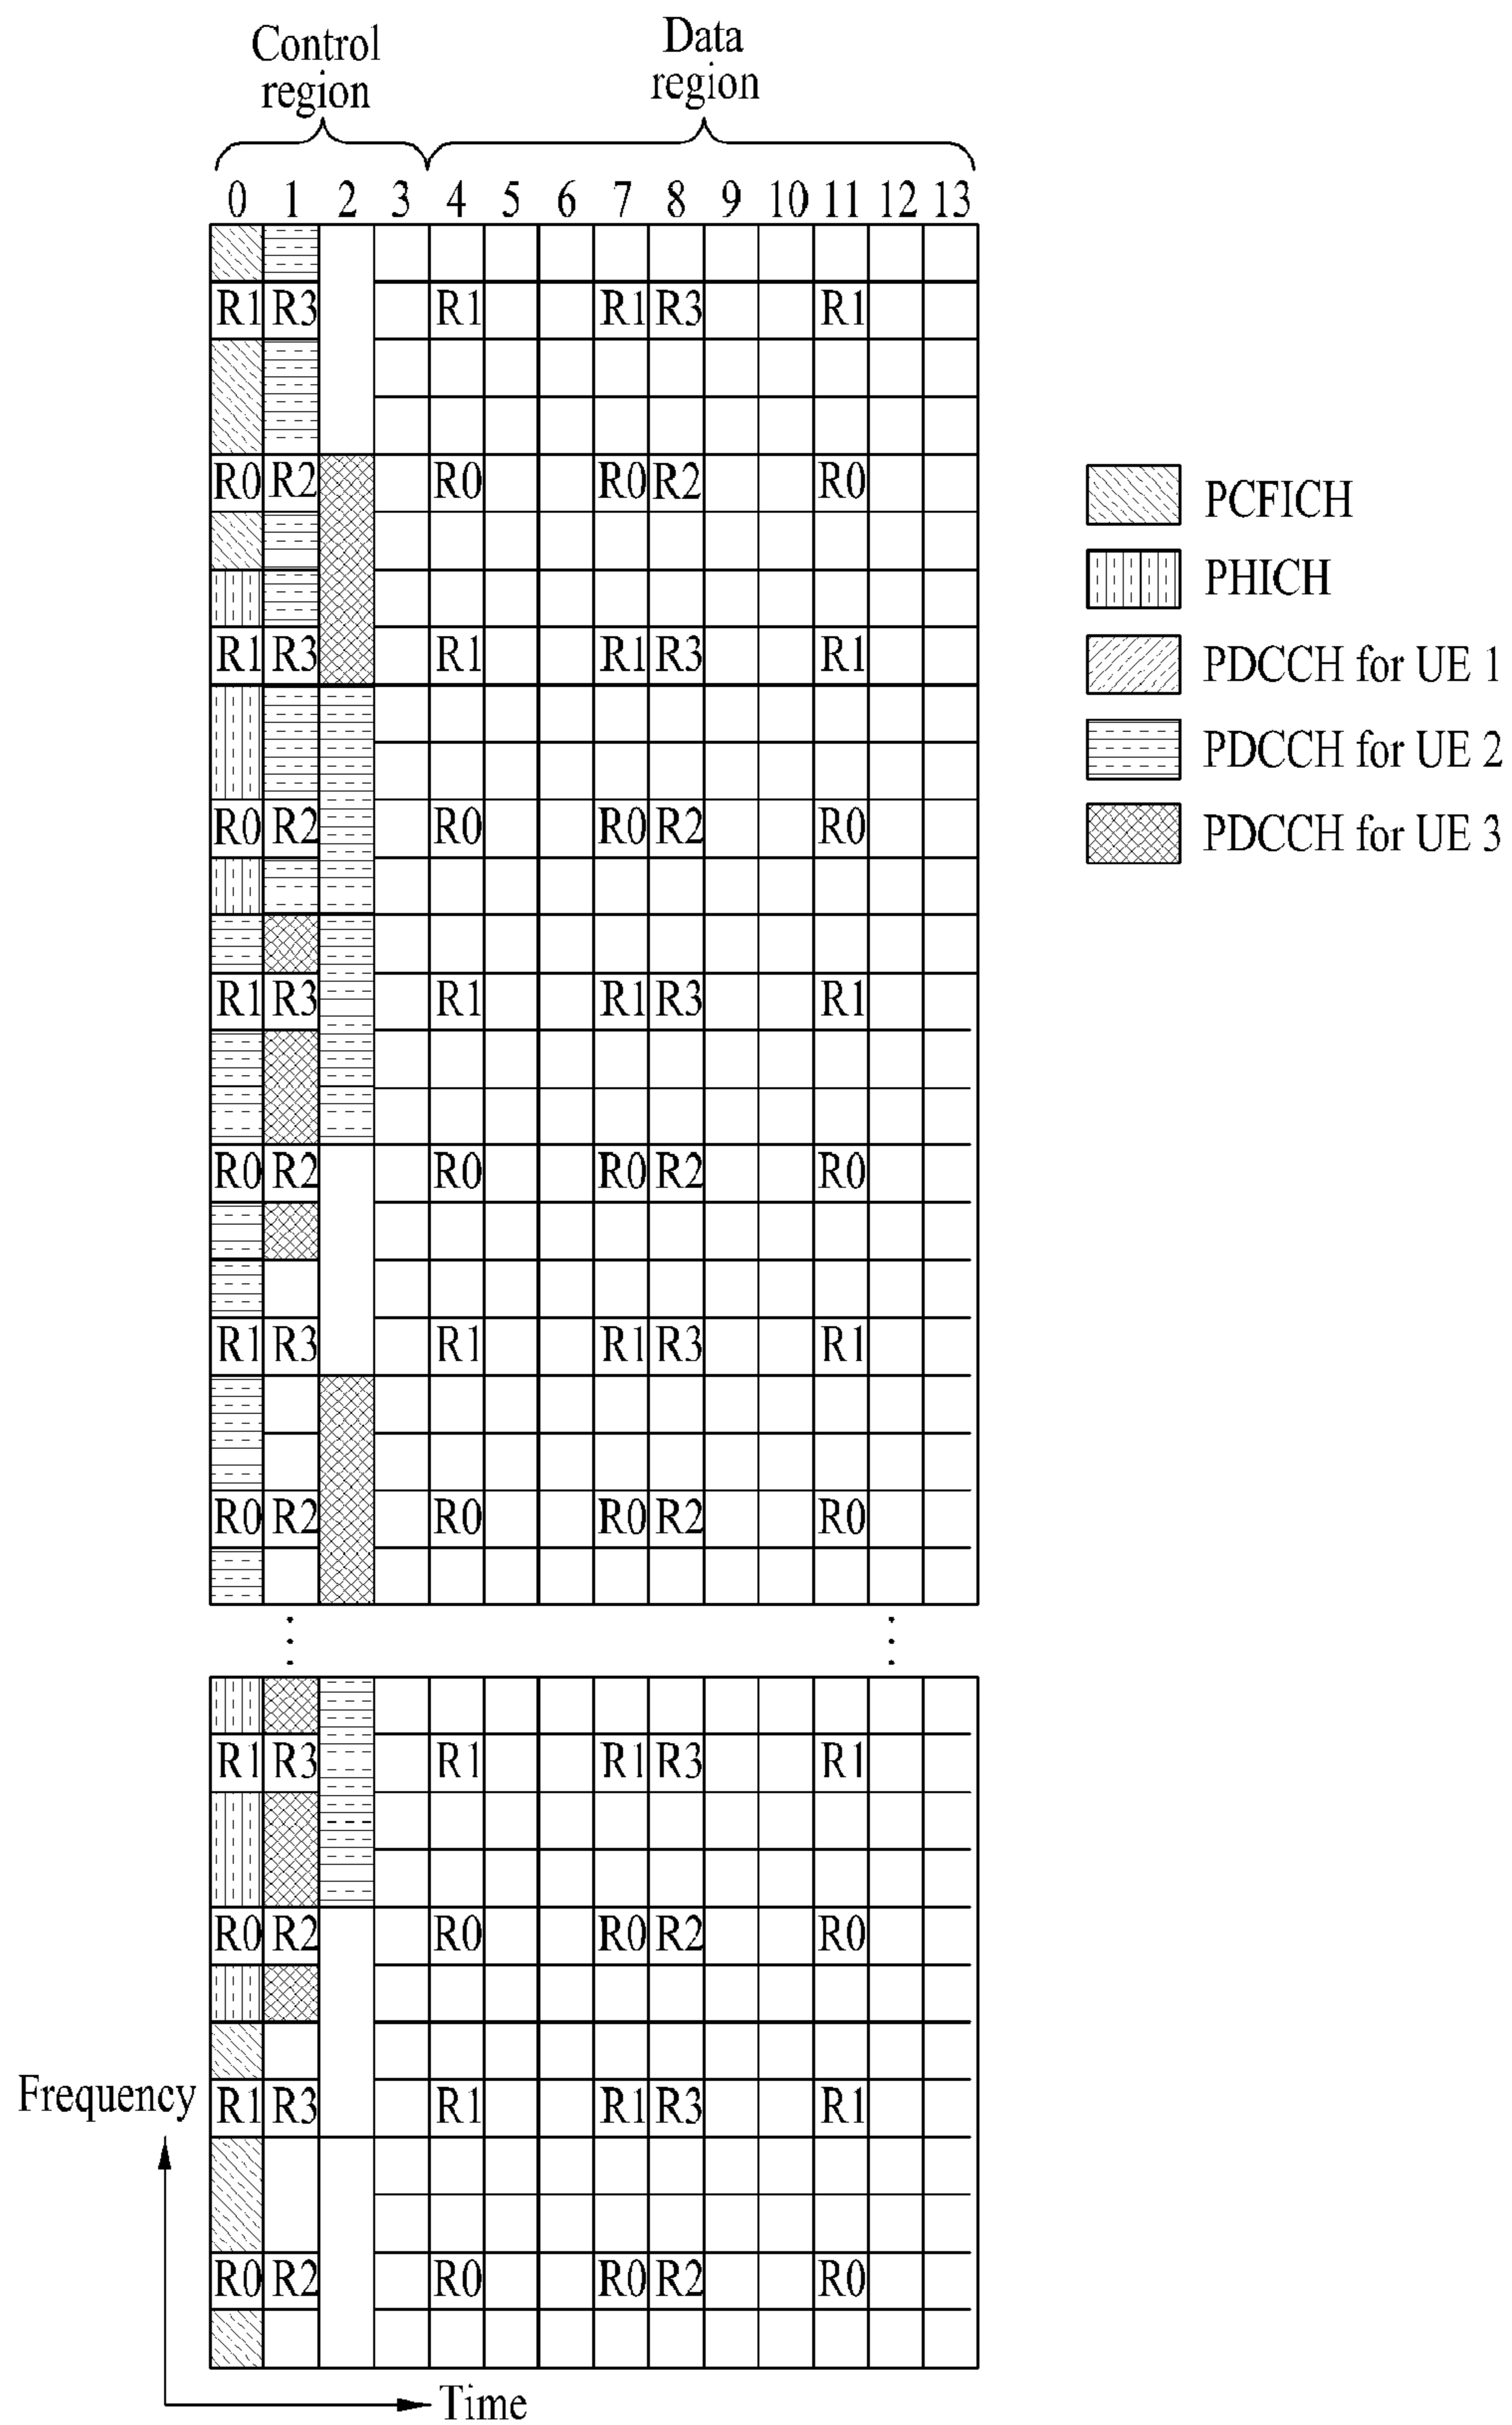 Control
region
Data
region
0 1 2 3 4 5 6 7 8 9 10 11 12 13
R1 R3 R1 R1 R3 R1
R0 R2 R0 R0 R2 R0
R1 R3 R1 R1 R3 R1
R0 R2 R0 R0 R2 R0
R1 R3 R1 R1 R3 R1
R0 R2 R0 R0 R2 R0
R1 R3 R1 R1 R3 R1
R0 R2 R0 R0 R2 R0
R1 R3 R1 R1 R3 R1
R0 R2 R0 R0 R2 R0
R1 R3 R1 R1 R3 R1
R0 R2 R0 R0 R2 R0
Frequency
Time
PCFICH
PHICH
PDCCH for UE 1
PDCCH for UE 2
PDCCH for UE 3